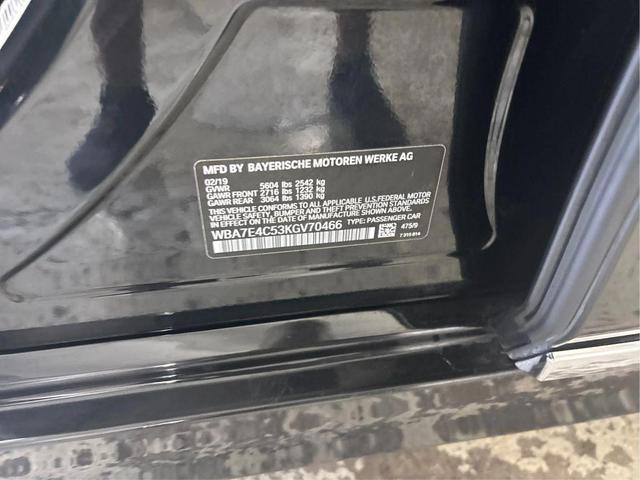 MFD BY BAYERISCHE MOTOREN WERKE AG
02/19
GVWR 5604 lbs 2542 kg
GAWR FRONT 2716 lbs 1232 kg
GAWR REAR 3064 lbs 1390 kg
THIS VEHICLE CONFORMS TO ALL APPLICABLE U.S.FEDERAL MOTOR
VEHICLE SAFETY, BUMPER AND THEFT PREVENTION STANDARDS
IN EFFECT ON THE DATE OF MANUFACTURE SHOWN ABOVE.
WBA7E4C53KGV70466 TYPE: PASSENGER CAR
475/9